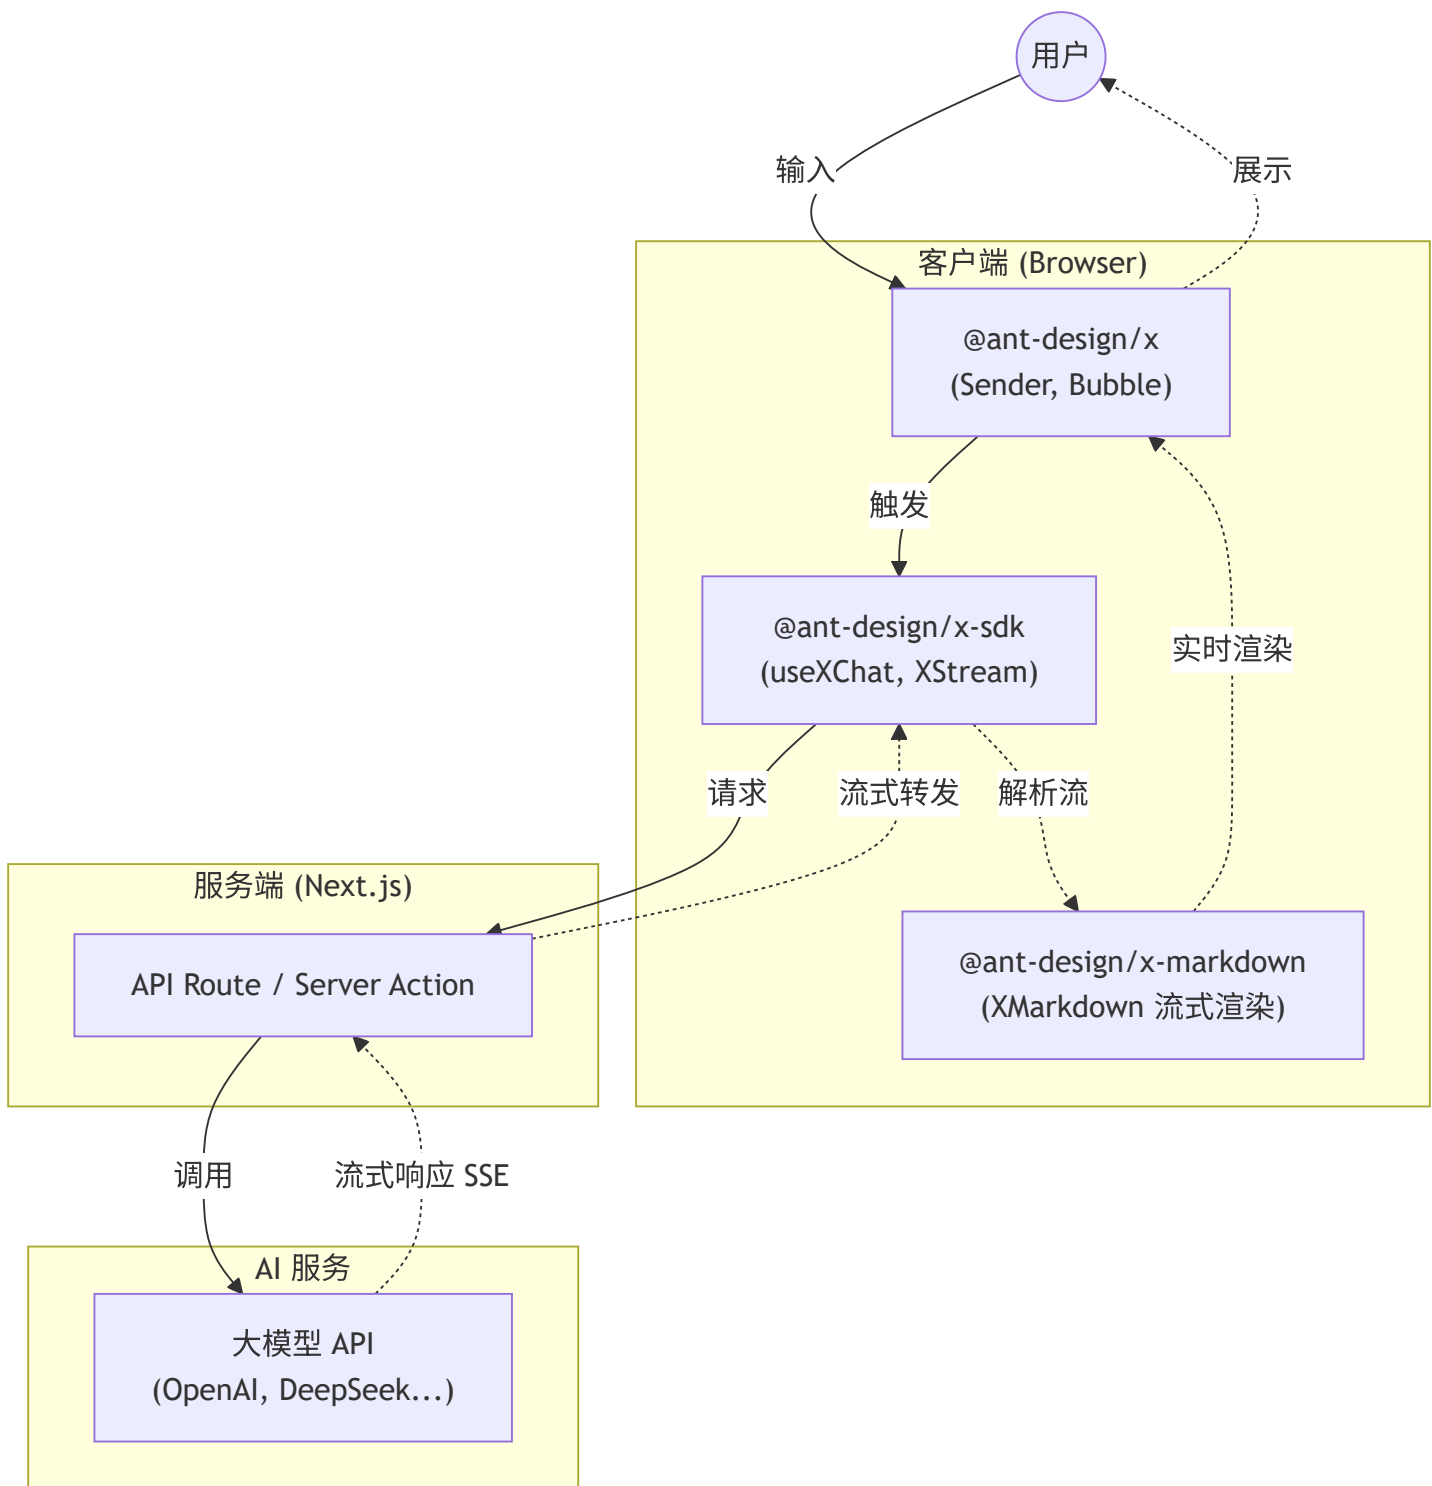 用户
输入
展示
客户端 (Browser)
@ant-design/x
(Sender, Bubble)
触发
@ant-design/x-sdk
(useXChat, XStream)
实时渲染
请求
流式转发
解析流
服务端 (Next.js)
API Route / Server Action
@ant-design/x-markdown
(XMarkdown 流式渲染)
调用
流式响应 SSE
AI 服务
大模型 API
(OpenAI, DeepSeek...)